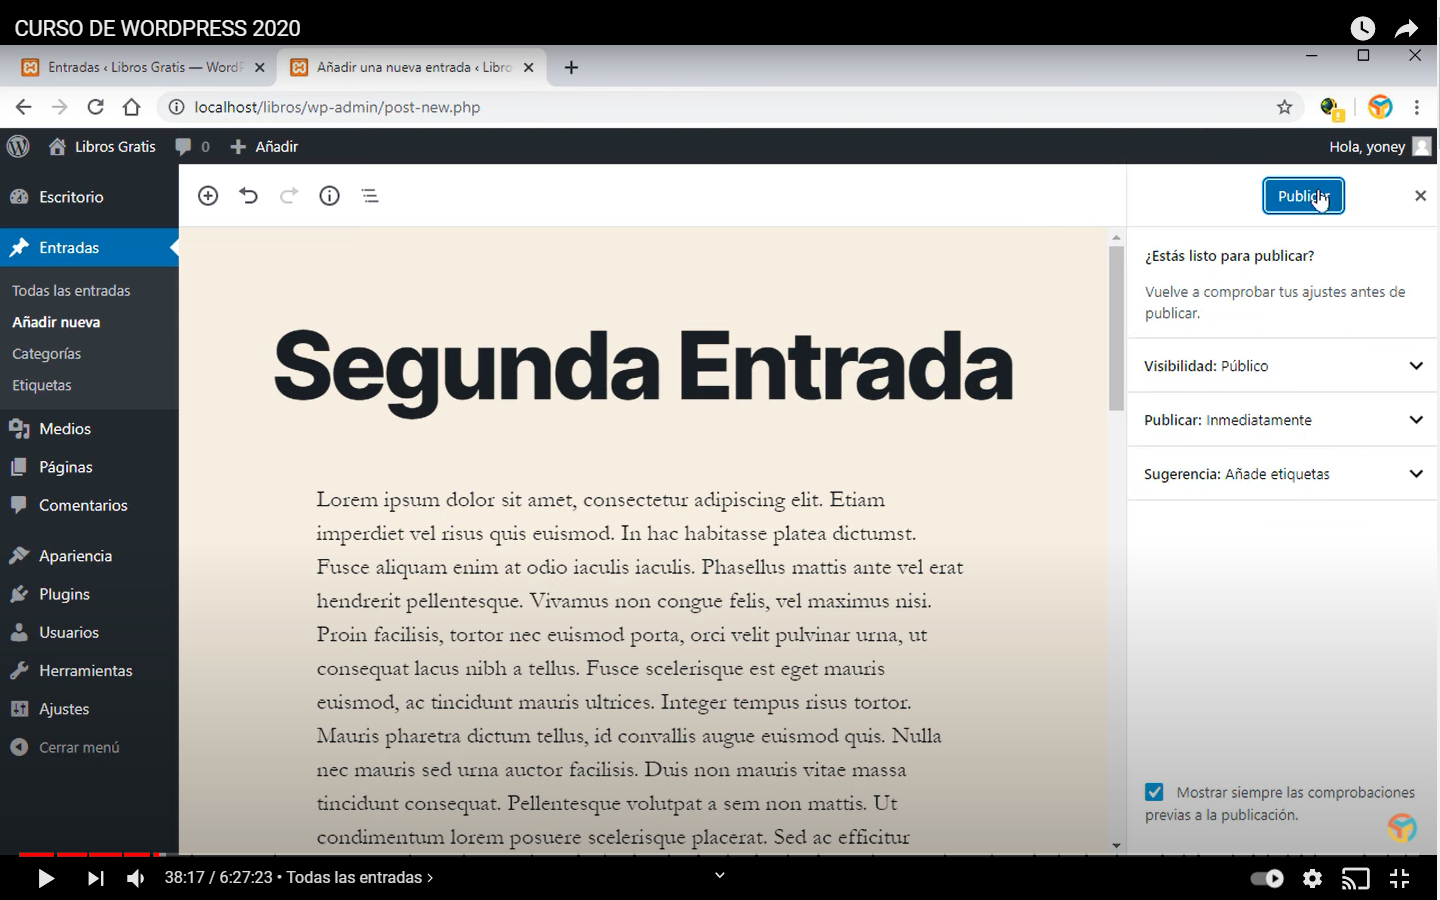 CURSO DE WORDPRESS 2020
Entradas ‹ Libros Gratis — WordP
Añadir una nueva entrada ‹ Libro
localhost/libros/wp-admin/post-new.php
Libros Gratis
0
Añadir
Hola, yoney
Escritorio
Entradas
Todas las entradas
Añadir nueva
Categorías
Etiquetas
Medios
Páginas
Comentarios
Apariencia
Plugins
Usuarios
Herramientas
Ajustes
Cerrar menú
Segunda Entrada
Lorem ipsum dolor sit amet, consectetur adipiscing elit. Etiam
imperdiet vel risus quis euismod. In hac habitasse platea dictumst.
Fusce aliquam enim at odio iaculis iaculis. Phasellus mattis ante vel erat
hendrerit pellentesque. Vivamus non congue felis, vel maximus nisi.
Proin facilisis, tortor nec euismod porta, orci velit pulvinar urna, ut
consequat lacus nibh a tellus. Fusce scelerisque est eget mauris
euismod, ac tincidunt mauris ultrices. Integer tempus risus tortor.
Mauris pharetra dictum tellus, id convallis augue euismod quis. Nulla
nec mauris sed urna auctor facilisis. Duis non mauris vitae massa
tincidunt consequat. Pellentesque volutpat a sem non mattis. Ut
condimentum lorem posuere scelerisque placerat. Sed ac efficitur
Publicar
¿Estás listo para publicar?
Vuelve a comprobar tus ajustes antes de
publicar.
Visibilidad: Público
Publicar: Inmediatamente
Sugerencia: Añade etiquetas
Mostrar siempre las comprobaciones
previas a la publicación.
38:17 / 6:27:23 • Todas las entradas ›